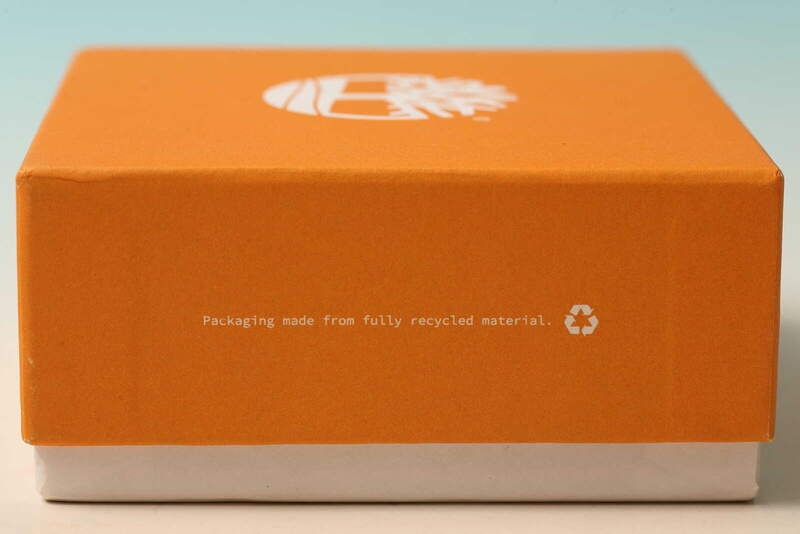 Packaging made from fully recycled material.